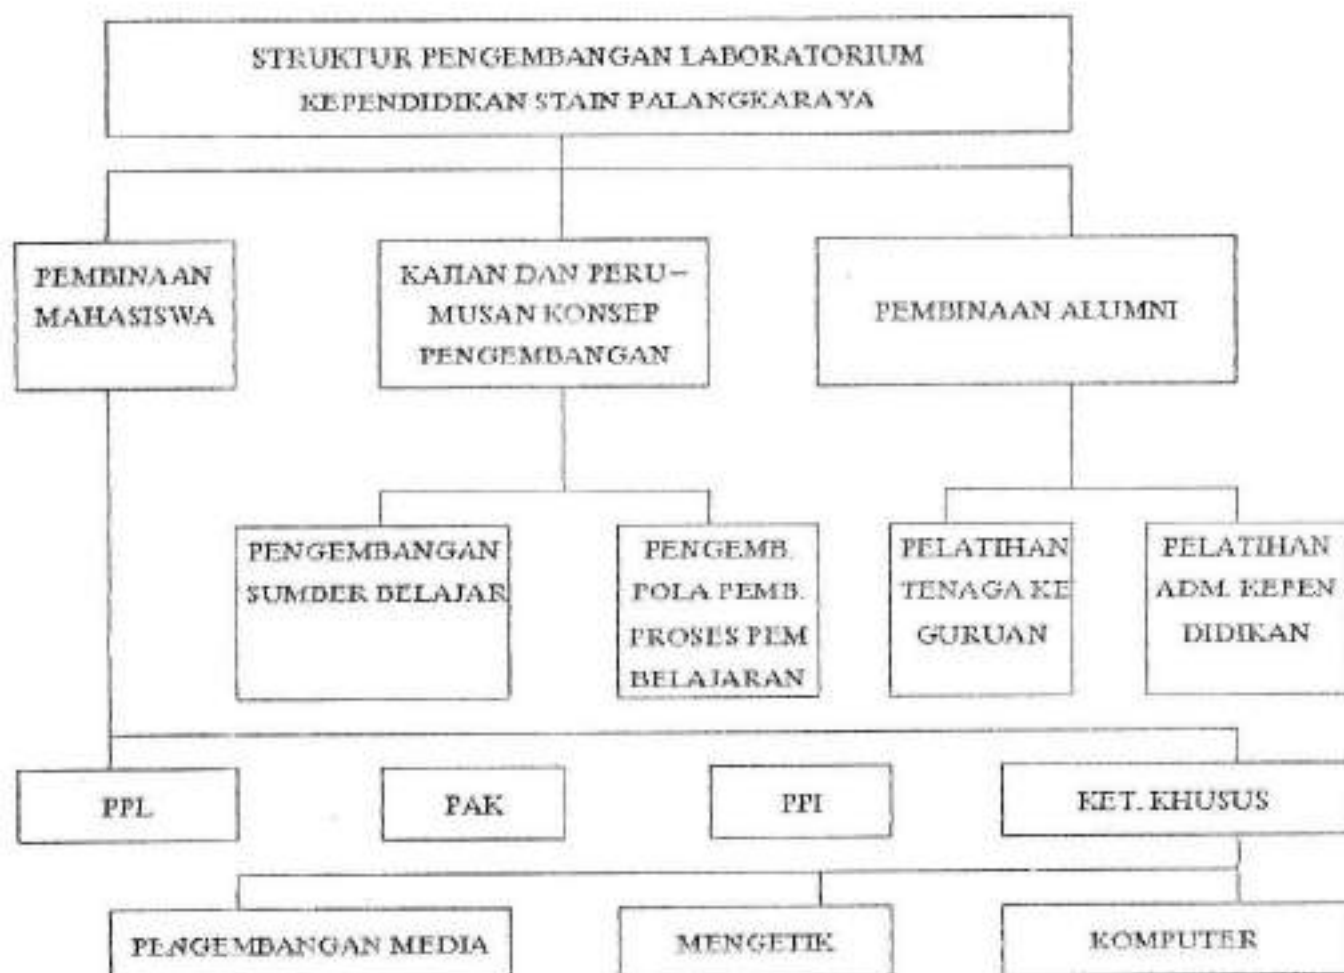 STRUKTUR PENGEMBANGAN LABORATORIUM
KEPENDIDIKAN STAIN PALANGKARAYA
PEMBINAAN
MAHASISWA
KAJIAN DAN PERU-
MUSAN KONSEP
PENGEMBANGAN
PEMBINAAN ALUMNI
PENGEMBANGAN
SUMBER BELAJAR
PENGEMB.
POLA PEMB.
PROSES PEM
BELAJARAN
PELATIHAN
TENAGA KE
GURUAN
PELATIHAN
ADM. KEPEN
DIDIKAN
PPL
PAK
PPI
KET. KHUSUS
PENGEMBANGAN MEDIA
MENGETIK
KOMPUTER